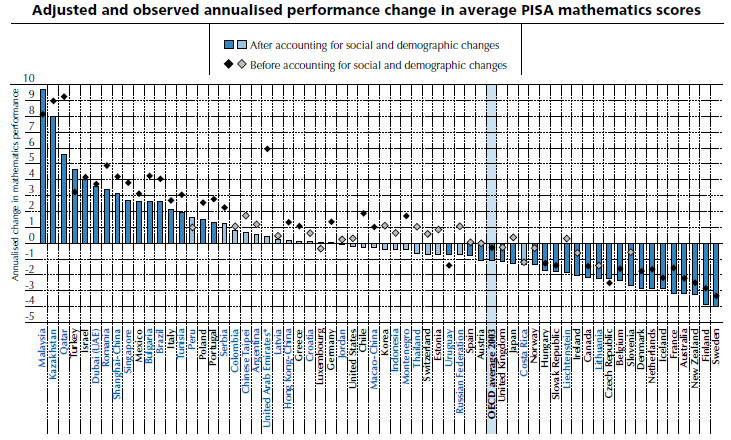 Adjusted and observed annualised performance change in average PISA mathematics scores
After accounting for social and demographic changes
Before accounting for social and demographic changes
Annualised change in mathematics performance
10
9
8
7
6
5
4
3
2
1
0
-1
-2
-3
-4
-5
Malaysia
Kazakhstan
Qatar
Turkey
Israel
Dubai (UAE)
Romania
Shanghai-China
Singapore
Mexico
Bulgaria
Brazil
Italy
Tunisia
Peru
Poland
Portugal
Serbia
Colombia
Chinese Taipei
Argentina
United Arab Emirates*
Latvia
Hong Kong-China
Greece
Croatia
Luxembourg
Germany
Jordan
United States
Chile
Macao-China
Korea
Indonesia
Montenegro
Thailand
Switzerland
Estonia
Uruguay
Russian Federation
Spain
Austria
OECD average 2003
United Kingdom
Japan
Costa Rica
Norway
Hungary
Slovak Republic
Liechtenstein
Ireland
Canada
Lithuania
Czech Republic
Belgium
Slovenia
Denmark
Netherlands
Iceland
France
Australia
New Zealand
Finland
Sweden